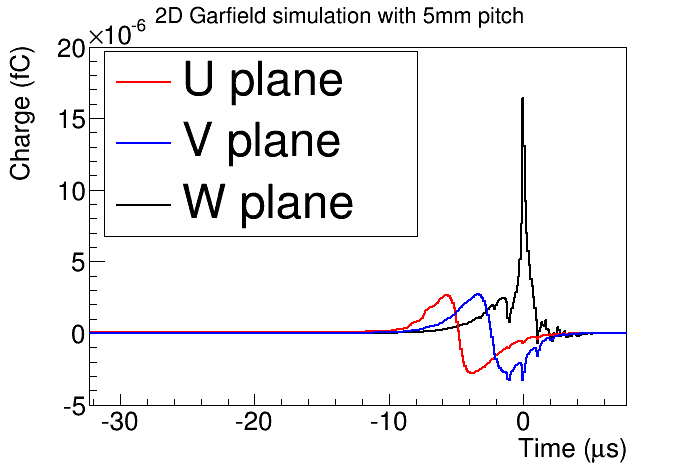 2D Garfield simulation with 5mm pitch
×10-6
Charge (fC)
20
15
10
5
0
-5
U plane
V plane
W plane
-30
-20
-10
0
Time (μs)